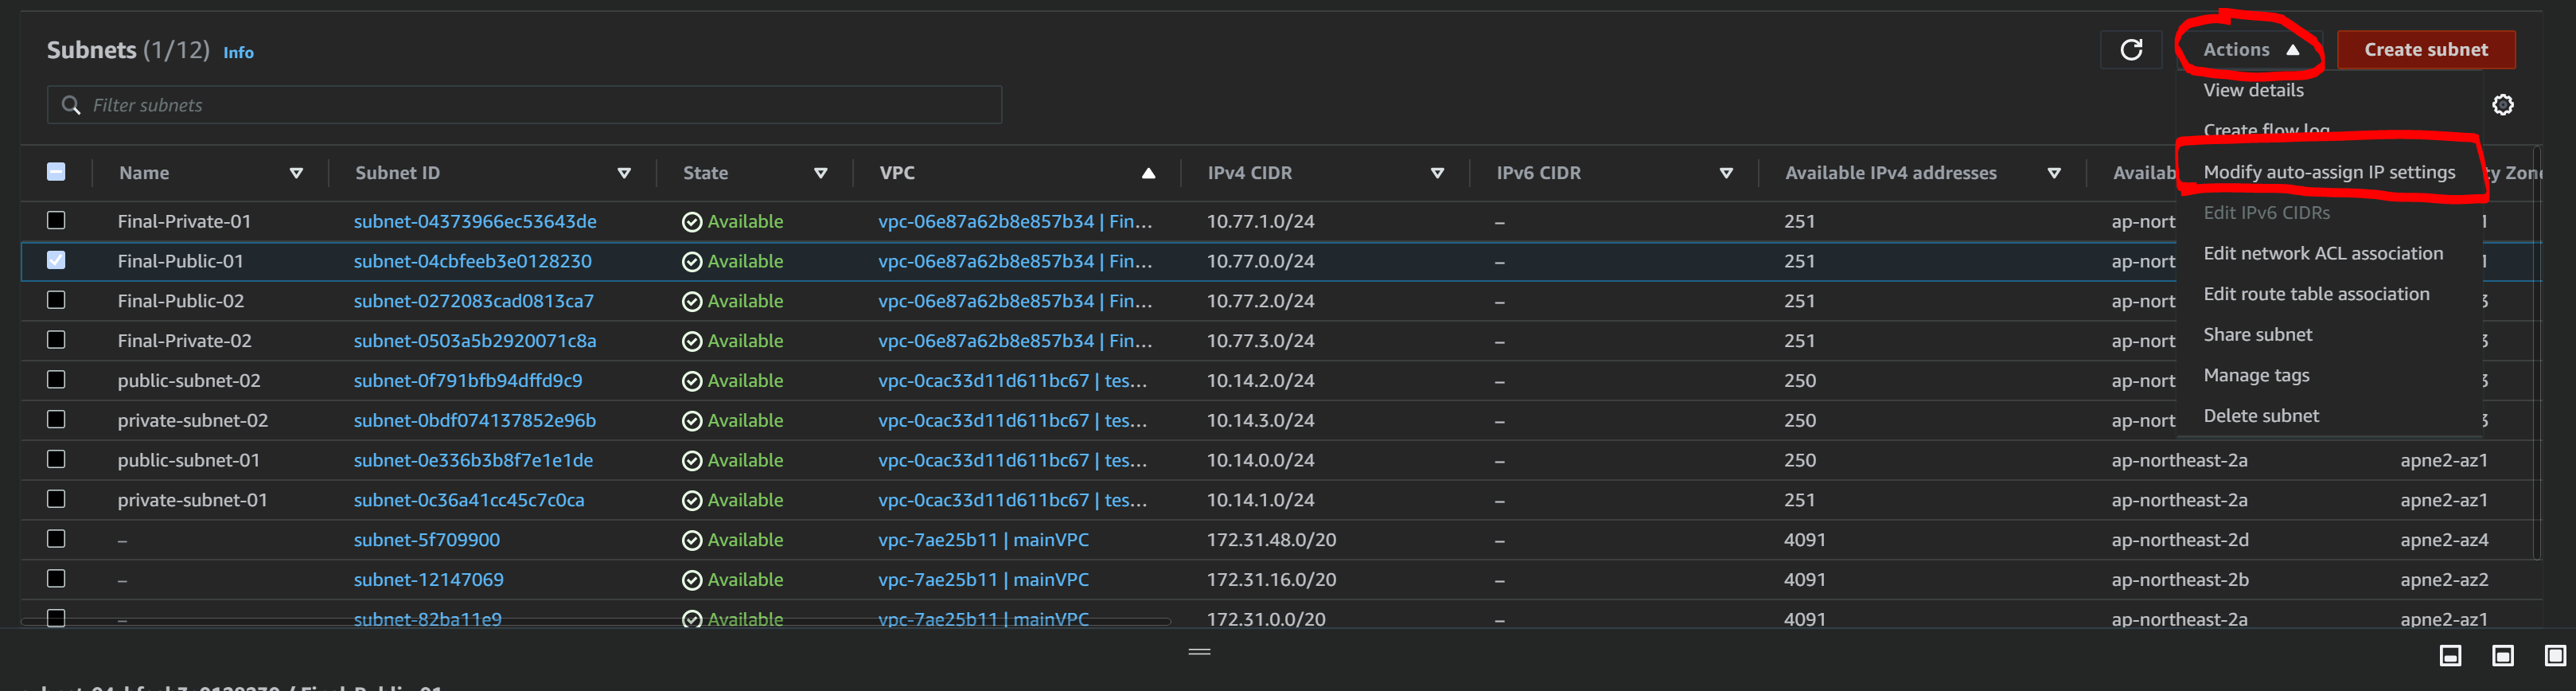 Subnets (1/12) Info
Actions
Create subnet
Filter subnets
View details
Create flow log
Modify auto-assign IP settings
Edit IPv6 CIDRs
Edit network ACL association
Edit route table association
Share subnet
Manage tags
Delete subnet
Name Subnet ID State VPC IPv4 CIDR IPv6 CIDR Available IPv4 addresses Availab ty Zone
Final-Private-01 subnet-04373966ec53643de Available vpc-06e87a62b8e857b34 | Fin... 10.77.1.0/24 – 251 ap-nort 1
Final-Public-01 subnet-04cbfeeb3e0128230 Available vpc-06e87a62b8e857b34 | Fin... 10.77.0.0/24 – 251 ap-nort 1
Final-Public-02 subnet-0272083cad0813ca7 Available vpc-06e87a62b8e857b34 | Fin... 10.77.2.0/24 – 251 ap-nort 3
Final-Private-02 subnet-0503a5b2920071c8a Available vpc-06e87a62b8e857b34 | Fin... 10.77.3.0/24 – 251 ap-nort 3
public-subnet-02 subnet-0f791bfb94dffd9c9 Available vpc-0cac33d11d611bc67 | tes... 10.14.2.0/24 – 250 ap-nort 3
private-subnet-02 subnet-0bdf074137852e96b Available vpc-0cac33d11d611bc67 | tes... 10.14.3.0/24 – 250 ap-nort 3
public-subnet-01 subnet-0e336b3b8f7e1e1de Available vpc-0cac33d11d611bc67 | tes... 10.14.0.0/24 – 250 ap-northeast-2a apne2-az1
private-subnet-01 subnet-0c36a41cc45c7c0ca Available vpc-0cac33d11d611bc67 | tes... 10.14.1.0/24 – 251 ap-northeast-2a apne2-az1
– subnet-5f709900 Available vpc-7ae25b11 | mainVPC 172.31.48.0/20 – 4091 ap-northeast-2d apne2-az4
– subnet-12147069 Available vpc-7ae25b11 | mainVPC 172.31.16.0/20 – 4091 ap-northeast-2b apne2-az2
– subnet-82ba11e9 Available vpc-7ae25b11 | mainVPC 172.31.0.0/20 – 4091 ap-northeast-2a apne2-az1
subnet-04cbfeeb3e0128230 / Final-Public-01